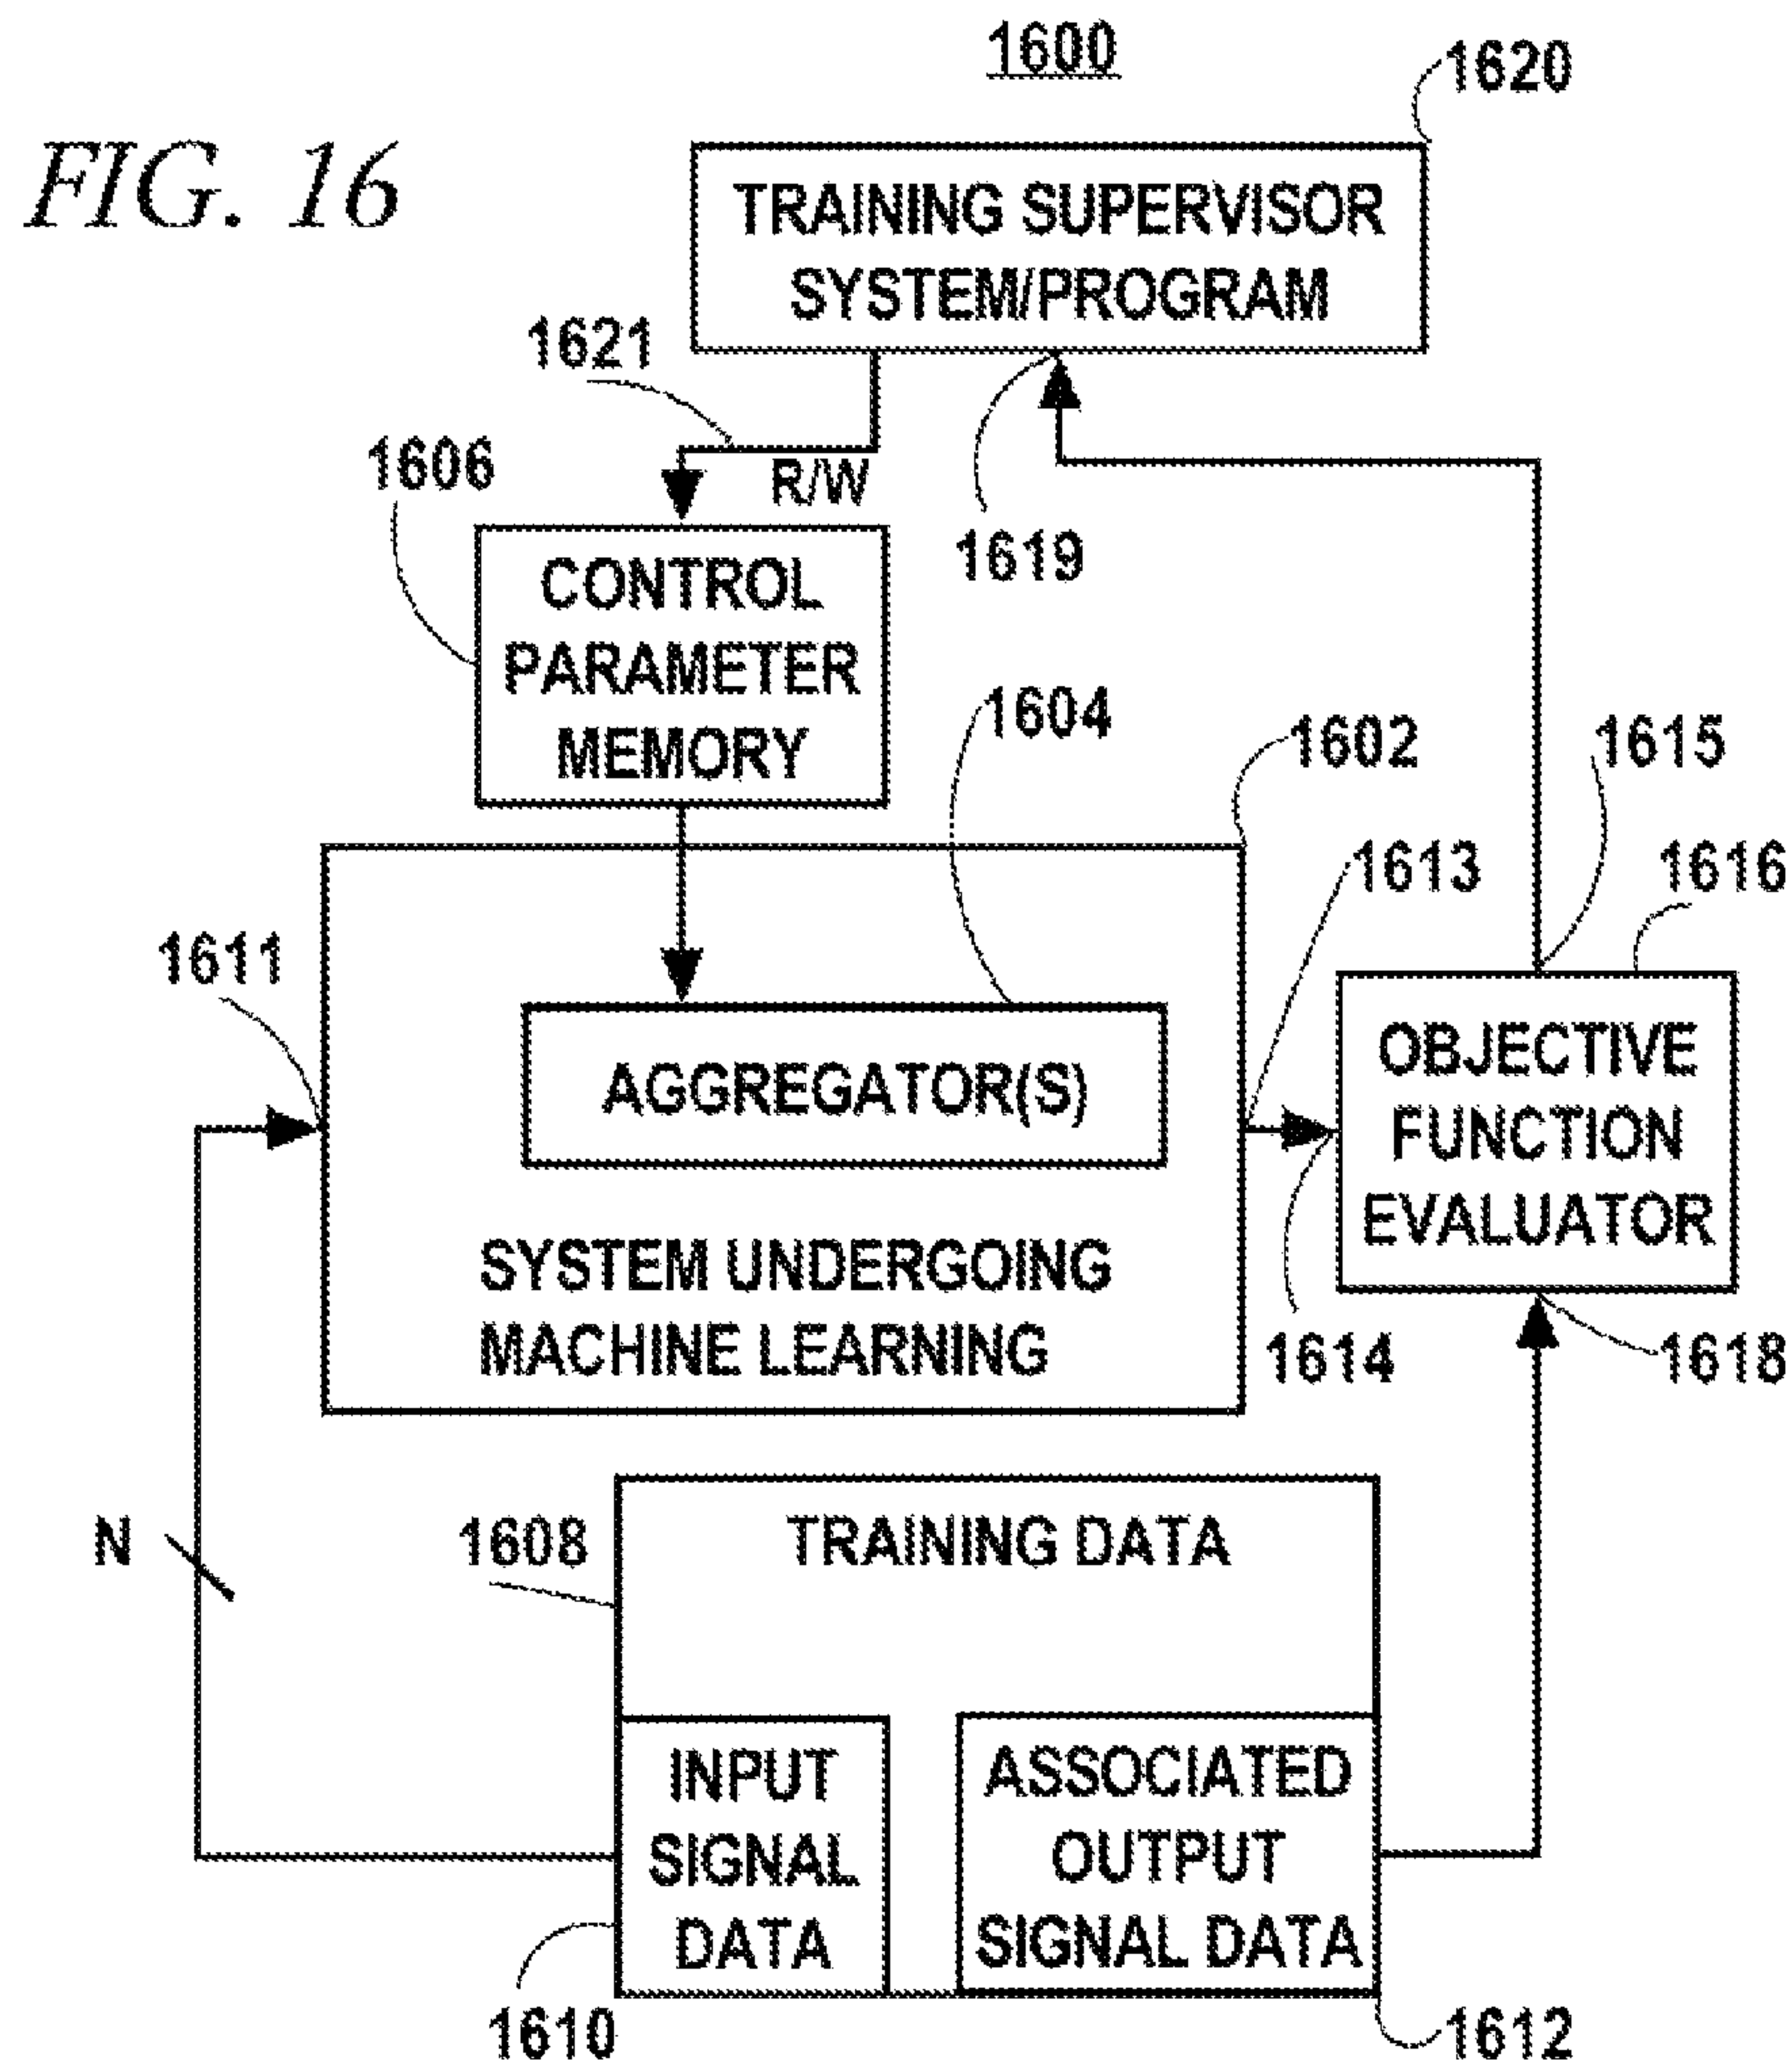 1600
1620
FIG. 16
TRAINING SUPERVISOR
SYSTEM/PROGRAM
1621
1606
R/W
1619
CONTROL
PARAMETER
MEMORY
1604
1602
1615
1613
1616
1611
AGGREGATOR(S)
OBJECTIVE
FUNCTION
EVALUATOR
SYSTEM UNDERGOING
MACHINE LEARNING
1614
1618
N
1608
TRAINING DATA
INPUT
SIGNAL
DATA
ASSOCIATED
OUTPUT
SIGNAL DATA
1610
1612